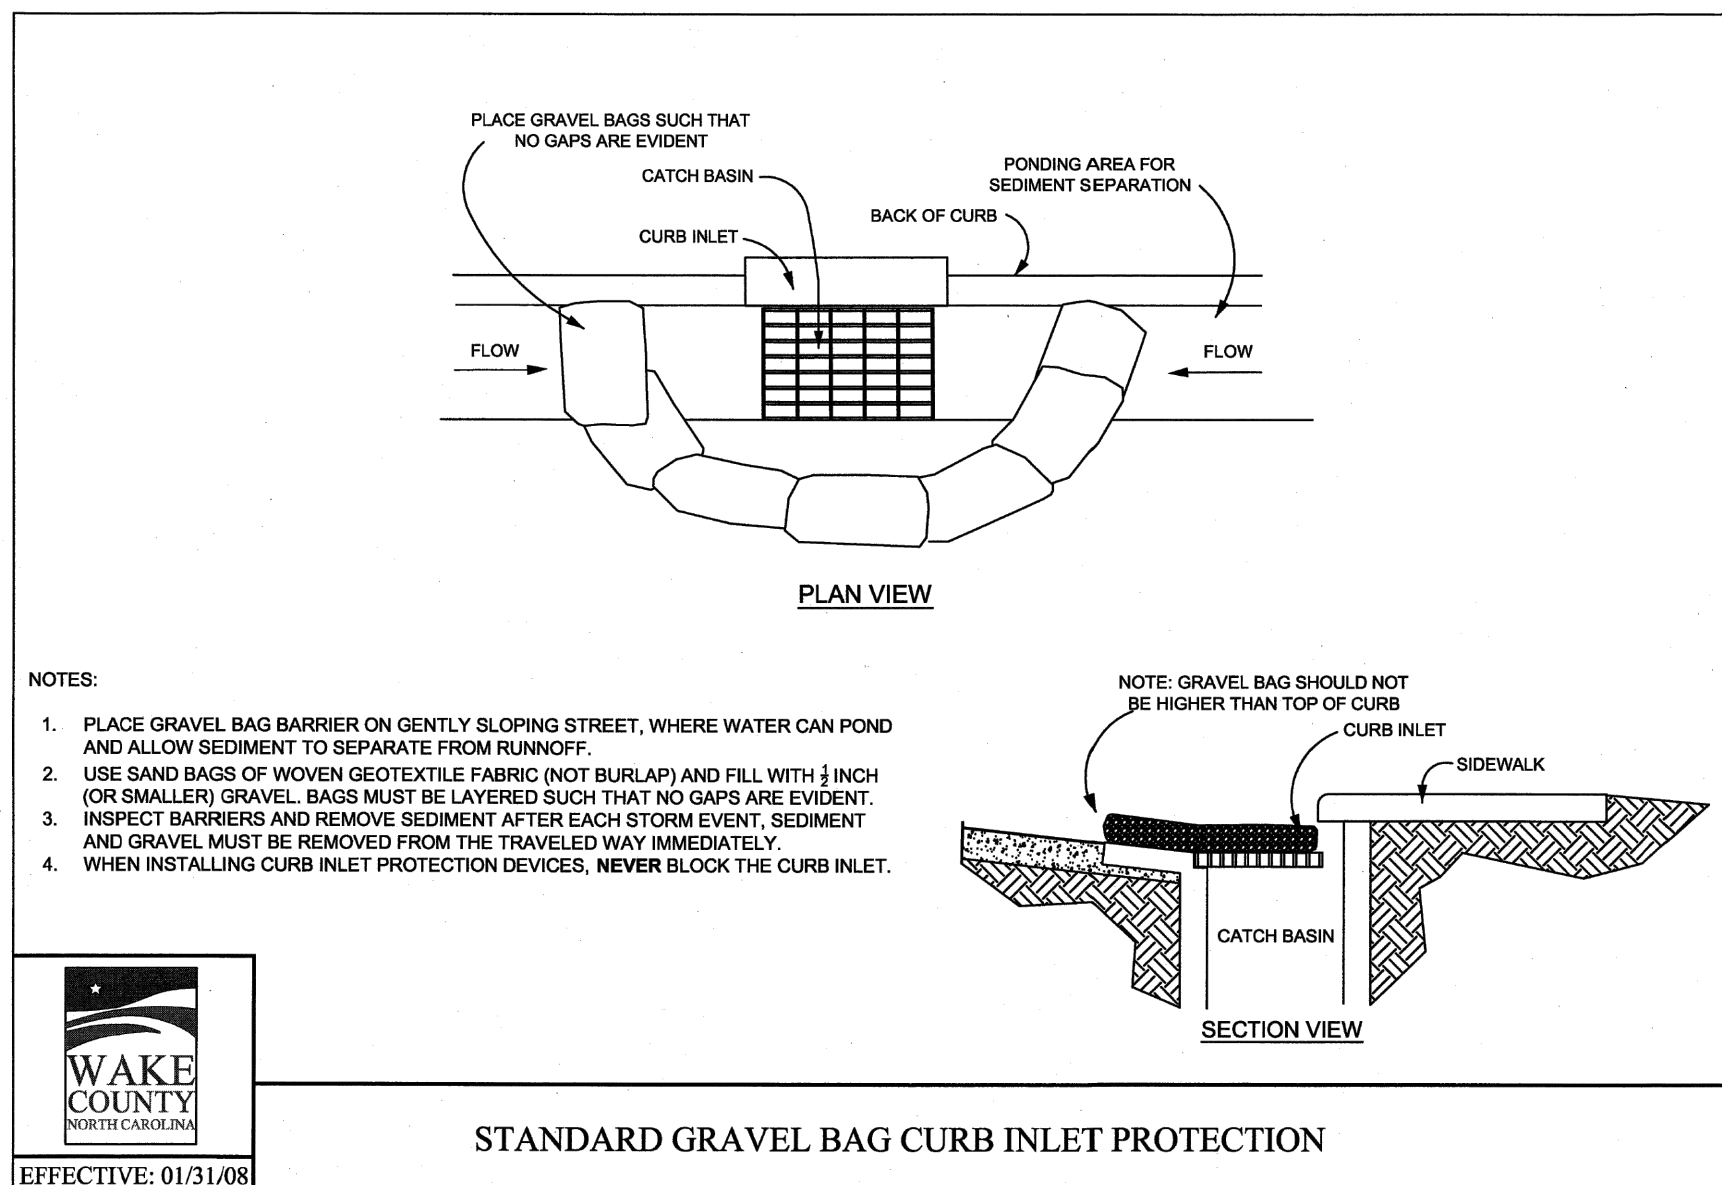 PLACE GRAVEL BAGS SUCH THAT
NO GAPS ARE EVIDENT
CATCH BASIN
CURB INLET
BACK OF CURB
PONDING AREA FOR
SEDIMENT SEPARATION
FLOW
FLOW
PLAN VIEW
NOTES:
1. PLACE GRAVEL BAG BARRIER ON GENTLY SLOPING STREET, WHERE WATER CAN POND
AND ALLOW SEDIMENT TO SEPARATE FROM RUNNOFF.
2. USE SAND BAGS OF WOVEN GEOTEXTILE FABRIC (NOT BURLAP) AND FILL WITH ½ INCH
(OR SMALLER) GRAVEL. BAGS MUST BE LAYERED SUCH THAT NO GAPS ARE EVIDENT.
3. INSPECT BARRIERS AND REMOVE SEDIMENT AFTER EACH STORM EVENT, SEDIMENT
AND GRAVEL MUST BE REMOVED FROM THE TRAVELED WAY IMMEDIATELY.
4. WHEN INSTALLING CURB INLET PROTECTION DEVICES, NEVER BLOCK THE CURB INLET.
NOTE: GRAVEL BAG SHOULD NOT
BE HIGHER THAN TOP OF CURB
CURB INLET
SIDEWALK
CATCH BASIN
SECTION VIEW
WAKE
COUNTY
NORTH CAROLINA
EFFECTIVE: 01/31/08
STANDARD GRAVEL BAG CURB INLET PROTECTION